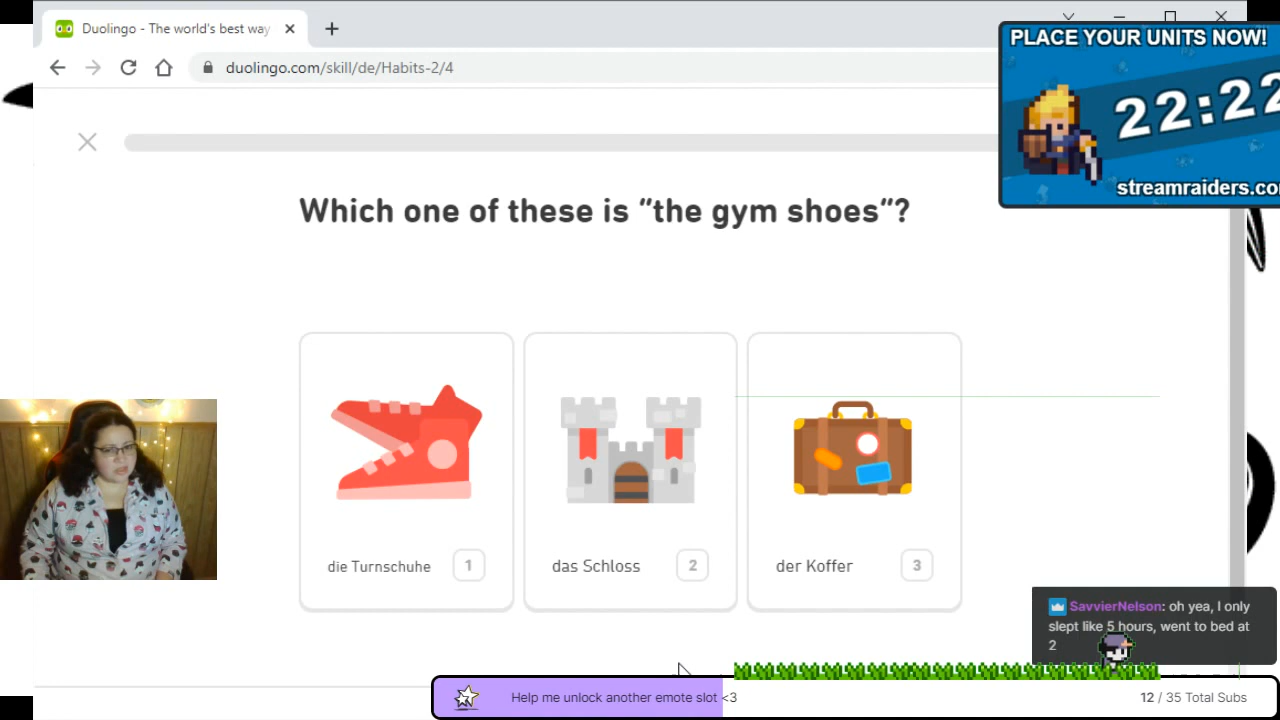 Duolingo - The world's best way
duolingo.com/skill/de/Habits-2/4
PLACE YOUR UNITS NOW!
22:22
streamraiders.co
Which one of these is “the gym shoes”?
die Turnschuhe 1
das Schloss 2
der Koffer 3
SavvierNelson: oh yea, I only
slept like 5 hours, went to bed at
2
Help me unlock another emote slot <3
12 / 35 Total Subs